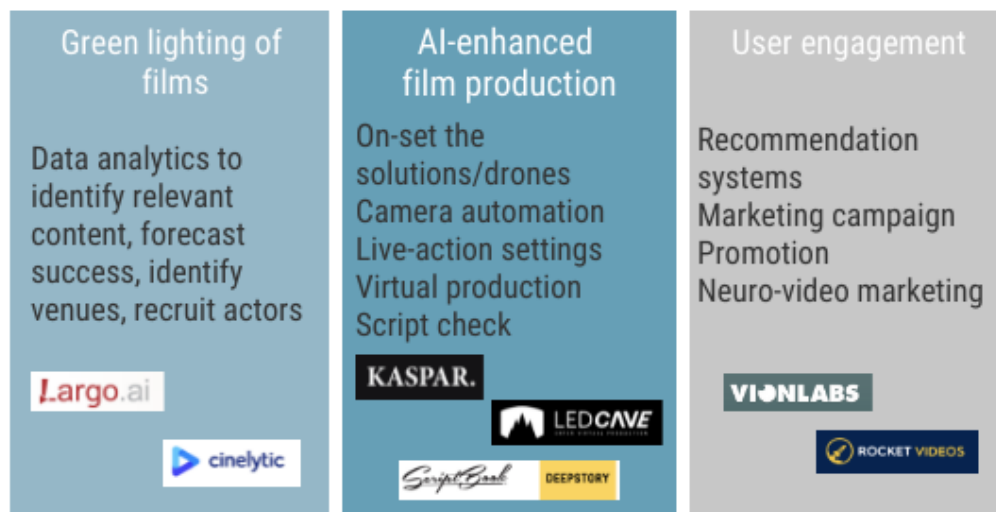 Green lighting of
films
Data analytics to
identify relevant
content, forecast
success, identify
venues, recruit actors
Largo.ai
cinelytic
AI-enhanced
film production
On-set the
solutions/drones
Camera automation
Live-action settings
Virtual production
Script check
KASPAR.
LEDCAVE
ScriptBook
DEEPSTORY
User engagement
Recommendation
systems
Marketing campaign
Promotion
Neuro-video marketing
VIONLABS
ROCKET VIDEOS